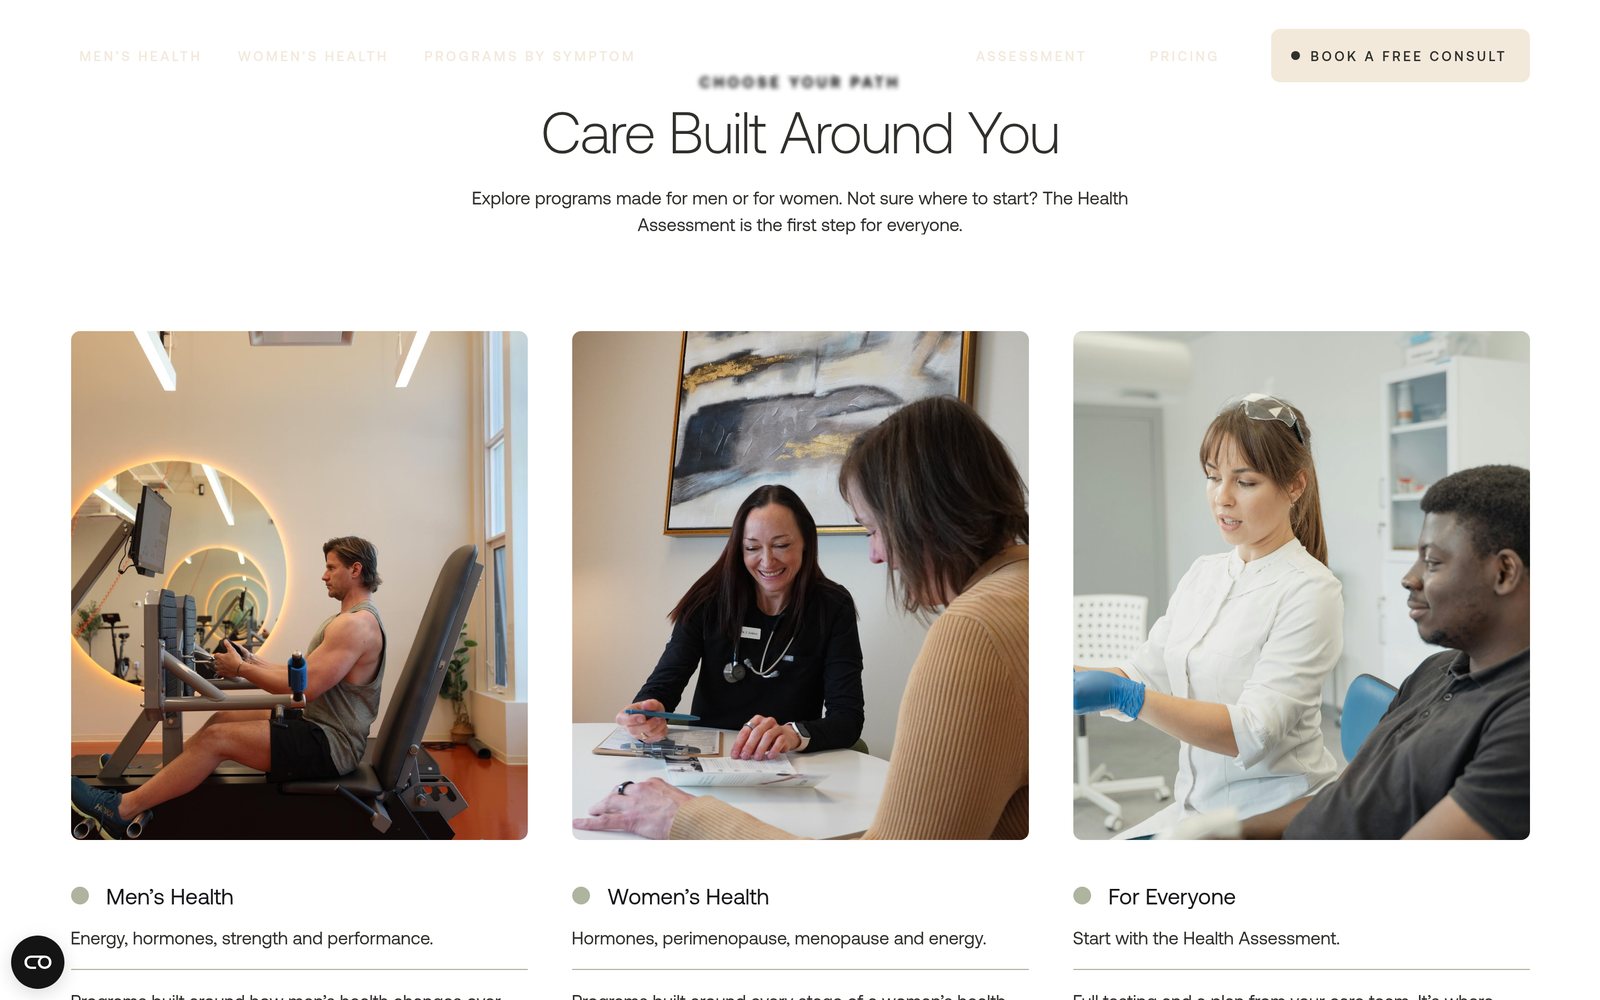 MEN'S HEALTH WOMEN'S HEALTH PROGRAMS BY SYMPTOM ASSESSMENT PRICING BOOK A FREE CONSULT
CHOOSE YOUR PATH
Care Built Around You
Explore programs made for men or for women. Not sure where to start? The Health
Assessment is the first step for everyone.
Men’s Health
Energy, hormones, strength and performance.
Women’s Health
Hormones, perimenopause, menopause and energy.
For Everyone
Start with the Health Assessment.